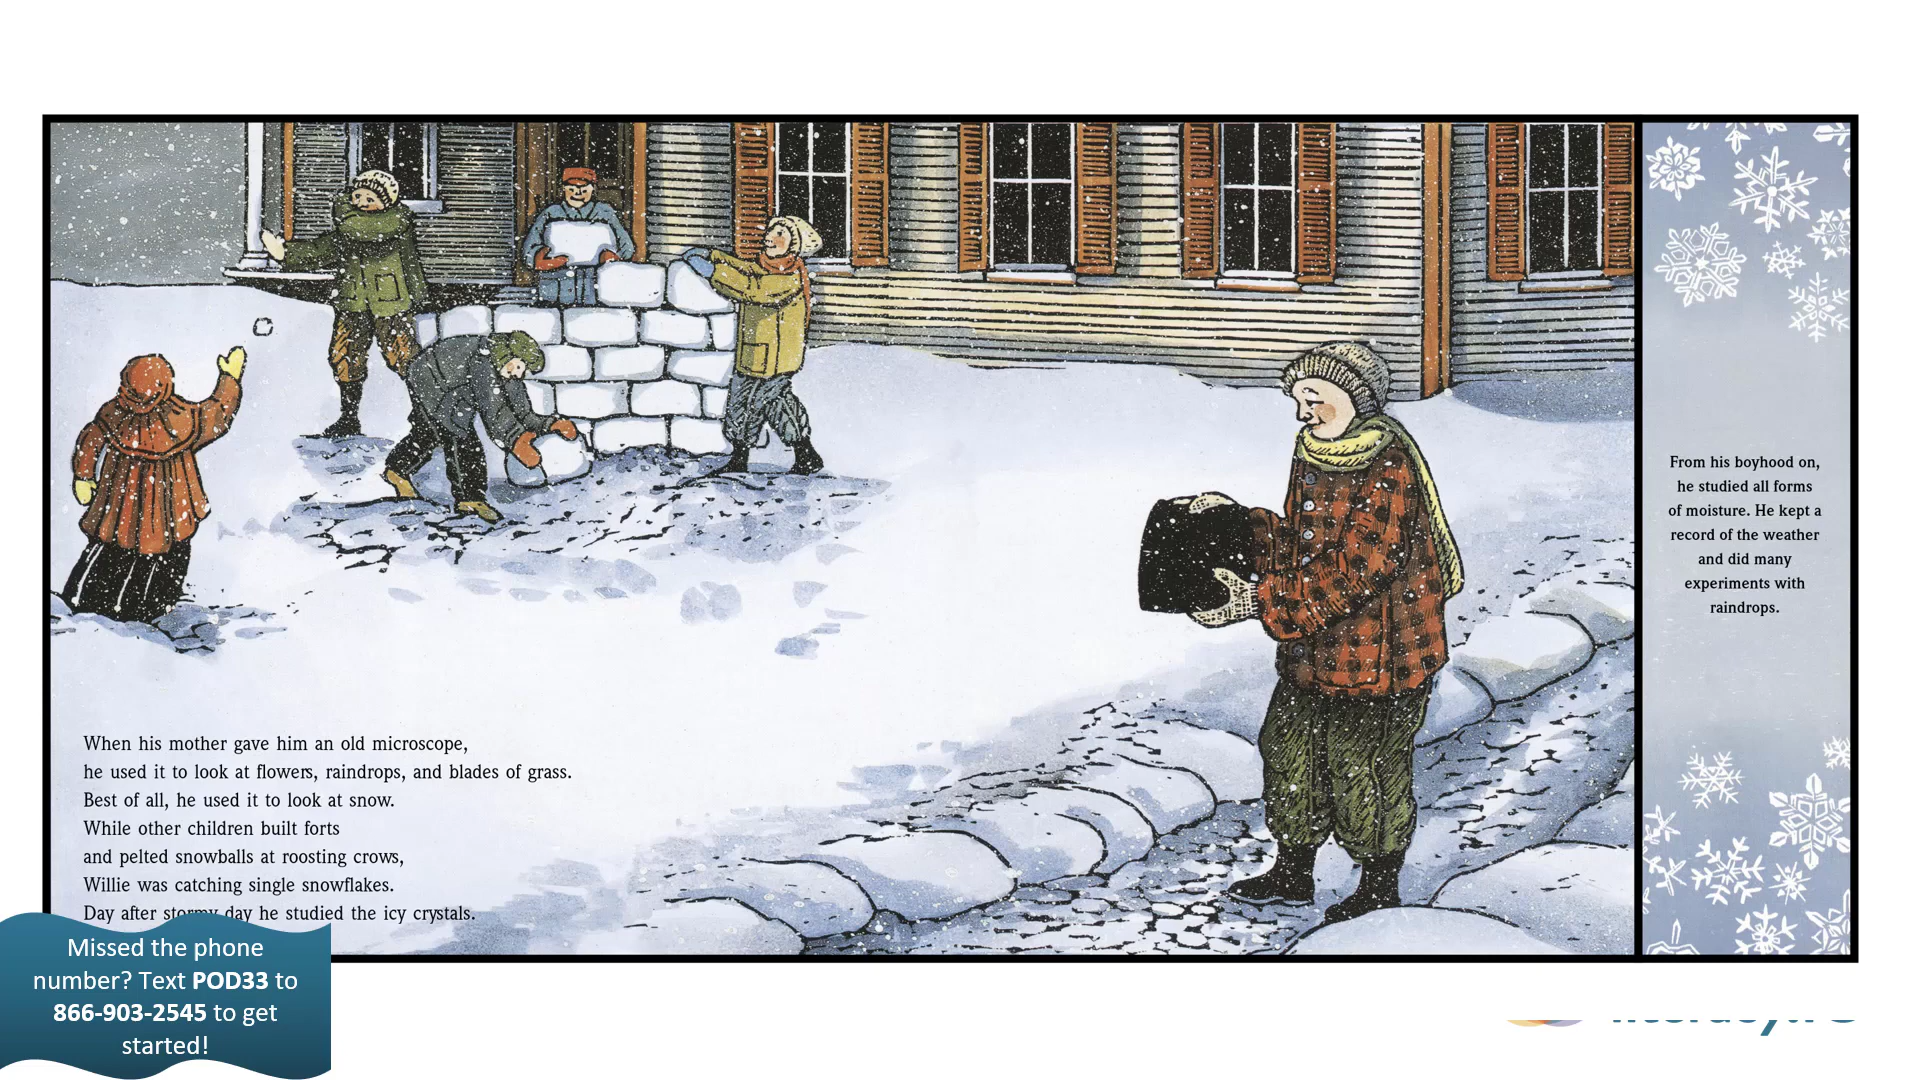 When his mother gave him an old microscope,
he used it to look at flowers, raindrops, and blades of grass.
Best of all, he used it to look at snow.
While other children built forts
and pelted snowballs at roosting crows,
Willie was catching single snowflakes.
Day after stormy day he studied the icy crystals.
From his boyhood on,
he studied all forms
of moisture. He kept a
record of the weather
and did many
experiments with
raindrops.
Missed the phone
number? Text POD33 to
866-903-2545 to get
started!